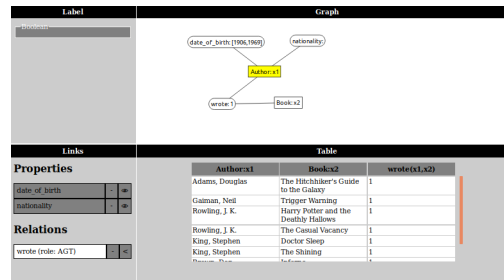 Label
Graph
Booleans
date_of_birth: [1906,1969]
nationality:
Author:x1
wrote: 1
Book:x2
Links
Table
Properties
date_of_birth
-
nationality
-
Relations
wrote (role: AGT)
- <
Author:x1 Book:x2 wrote(x1,x2)
Adams, Douglas The Hitchhiker's Guide 1
to the Galaxy
Gaiman, Neil Trigger Warning 1
Rowling, J. K. Harry Potter and the 1
Deathly Hallows
Rowling, J. K. The Casual Vacancy 1
King, Stephen Doctor Sleep 1
King, Stephen The Shining 1
Brown, Dan Inferno 1